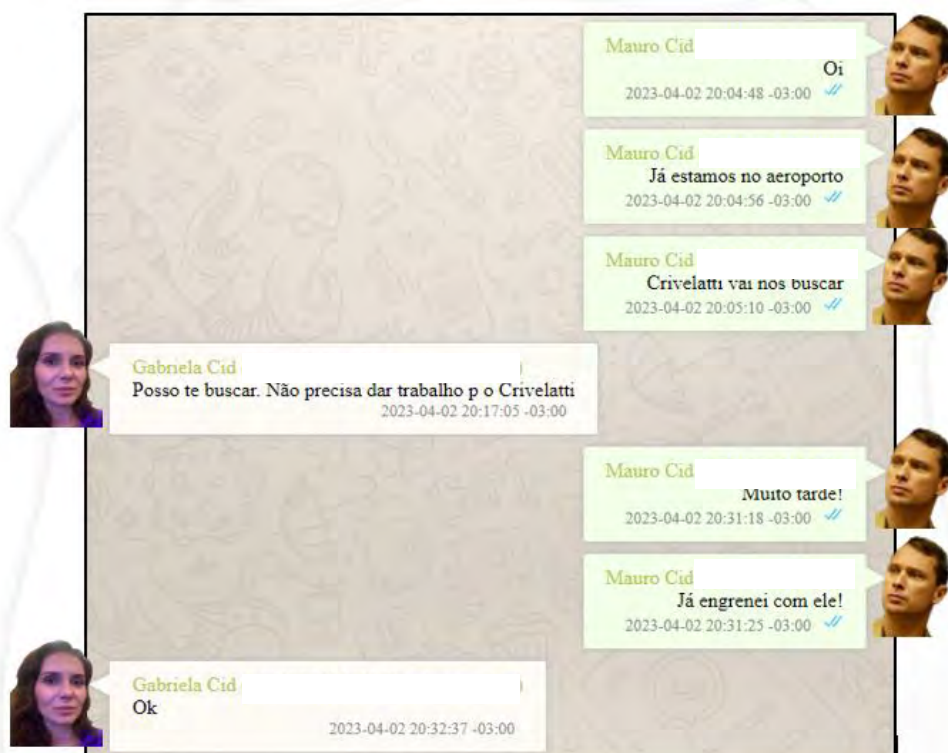 Mauro Cid
Oi
2023-04-02 20:04:48 -03:00
Mauro Cid
Já estamos no aeroporto
2023-04-02 20:04:56 -03:00
Mauro Cid
Crivelatti vai nos buscar
2023-04-02 20:05:10 -03:00
Gabriela Cid
Posso te buscar. Não precisa dar trabalho p o Crivelatti
2023-04-02 20:17:05 -03:00
Mauro Cid
Muito tarde!
2023-04-02 20:31:18 -03:00
Mauro Cid
Já engrenei com ele!
2023-04-02 20:31:25 -03:00
Gabriela Cid
Ok
2023-04-02 20:32:37 -03:00